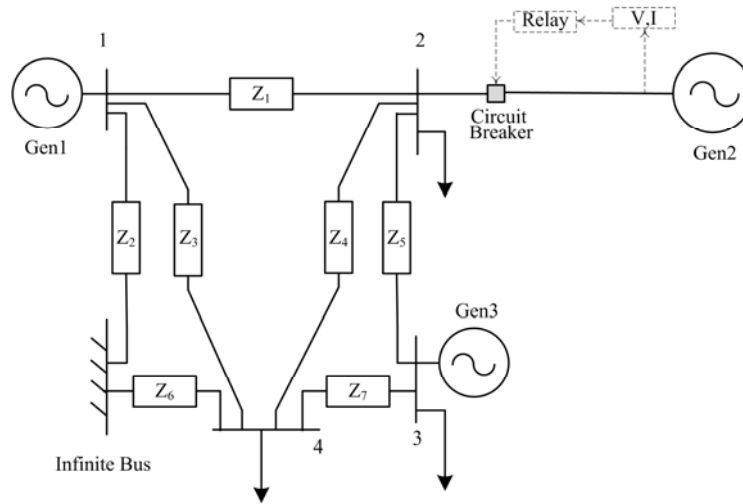 Relay
V,I
1
2
Z1
Circuit
Breaker
Gen1
Gen2
Z2
Z3
Z4
Z5
Gen3
Z6
Z7
4
3
Infinite Bus